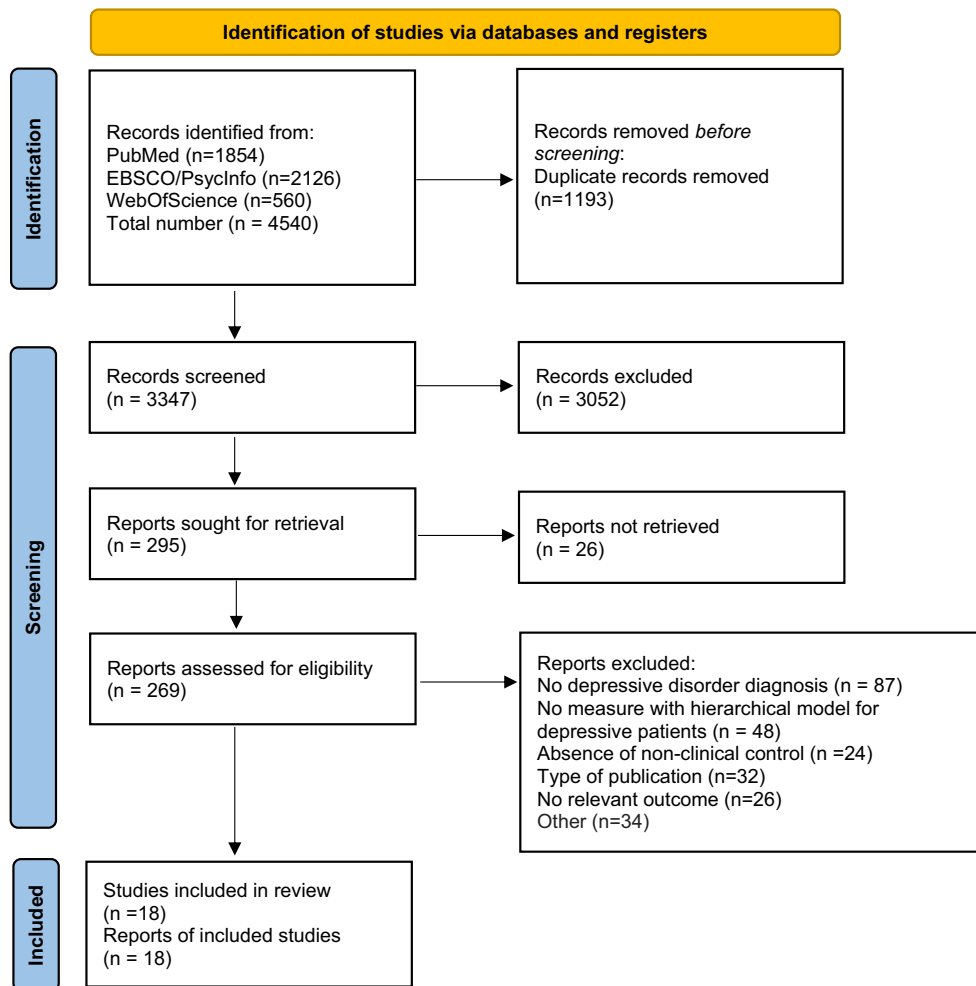 Identification of studies via databases and registers
Identification
Records identified from:
PubMed (n=1854)
EBSCO/PsycInfo (n=2126)
WebOfScience (n=560)
Total number (n = 4540)
Records removed before
screening:
Duplicate records removed
(n=1193)
Screening
Records screened
(n = 3347)
Records excluded
(n = 3052)
Reports sought for retrieval
(n = 295)
Reports not retrieved
(n = 26)
Reports assessed for eligibility
(n = 269)
Reports excluded:
No depressive disorder diagnosis (n = 87)
No measure with hierarchical model for
depressive patients (n = 48)
Absence of non-clinical control (n =24)
Type of publication (n=32)
No relevant outcome (n=26)
Other (n=34)
Included
Studies included in review
(n =18)
Reports of included studies
(n = 18)